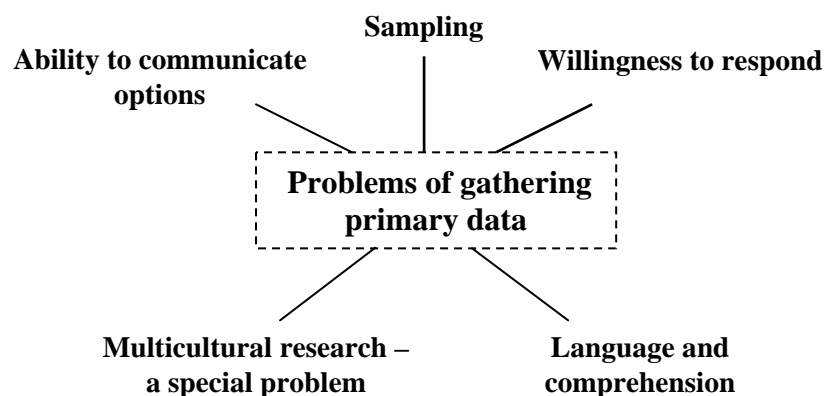 Sampling
Ability to communicate
options
Willingness to respond
Problems of gathering
primary data
Multicultural research –
a special problem
Language and
comprehension